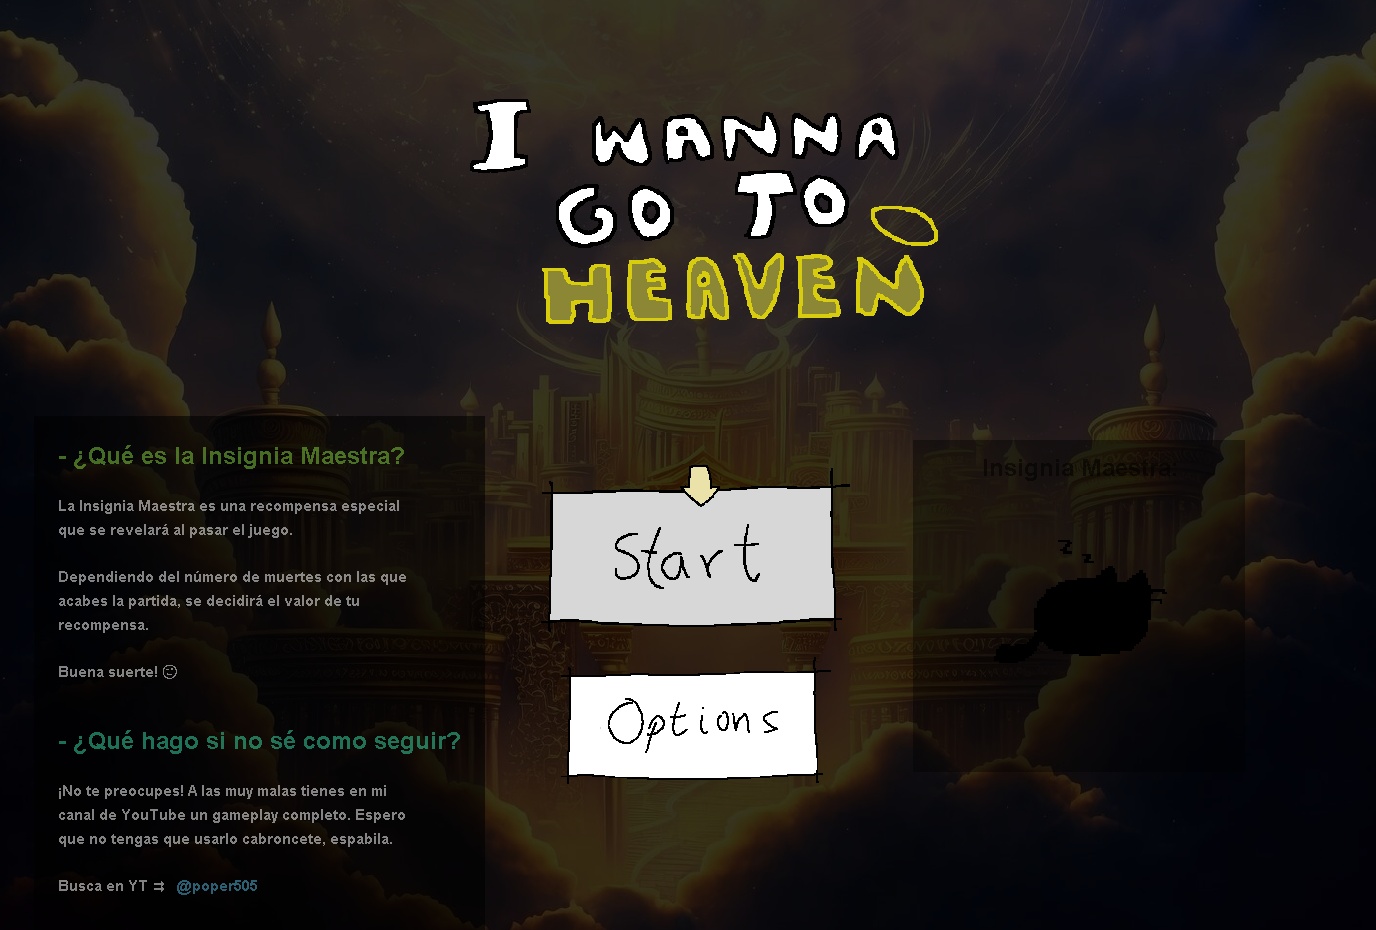 I WANNA
GO TO
HEAVEN
- ¿Qué es la Insignia Maestra?
La Insignia Maestra es una recompensa especial
que se revelará al pasar el juego.
Dependiendo del número de muertes con las que
acabes la partida, se decidirá el valor de tu
recompensa.
Buena suerte! 😉
- ¿Qué hago si no sé como seguir?
¡No te preocupes! A las muy malas tienes en mi
canal de YouTube un gameplay completo. Espero
que no tengas que usarlo cabroncete, espabila.
Busca en YT ⇉ @poper505
Start
Options
Insignia Maestra:
z z